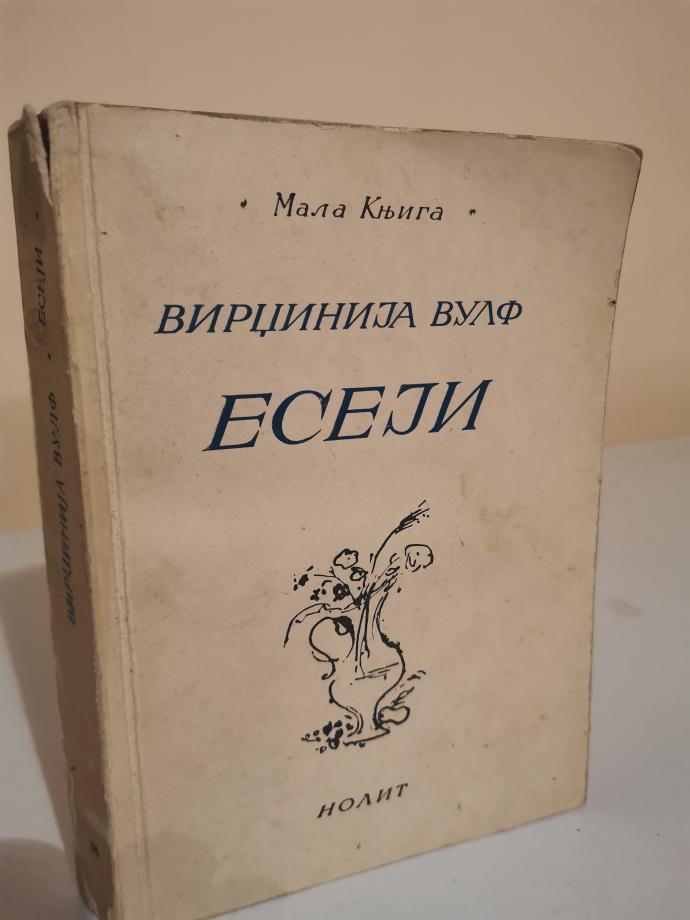 * Мала Књига *
ВИРЏИНИЈА ВУЛФ
ЕСЕЈИ
НОЛИТ
ВИРЏИНИЈА ВУЛФ • ЕСЕЈИ •